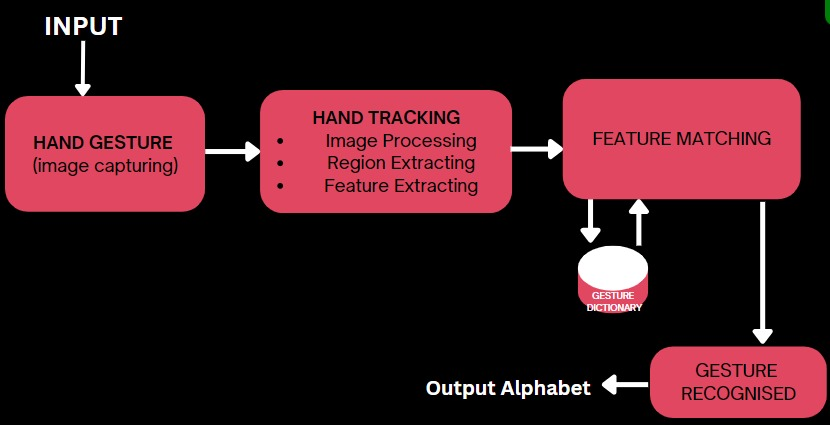 INPUT
HAND GESTURE
(image capturing)
HAND TRACKING
• Image Processing
• Region Extracting
• Feature Extracting
FEATURE MATCHING
GESTURE
DICTIONARY
GESTURE
RECOGNISED
Output Alphabet